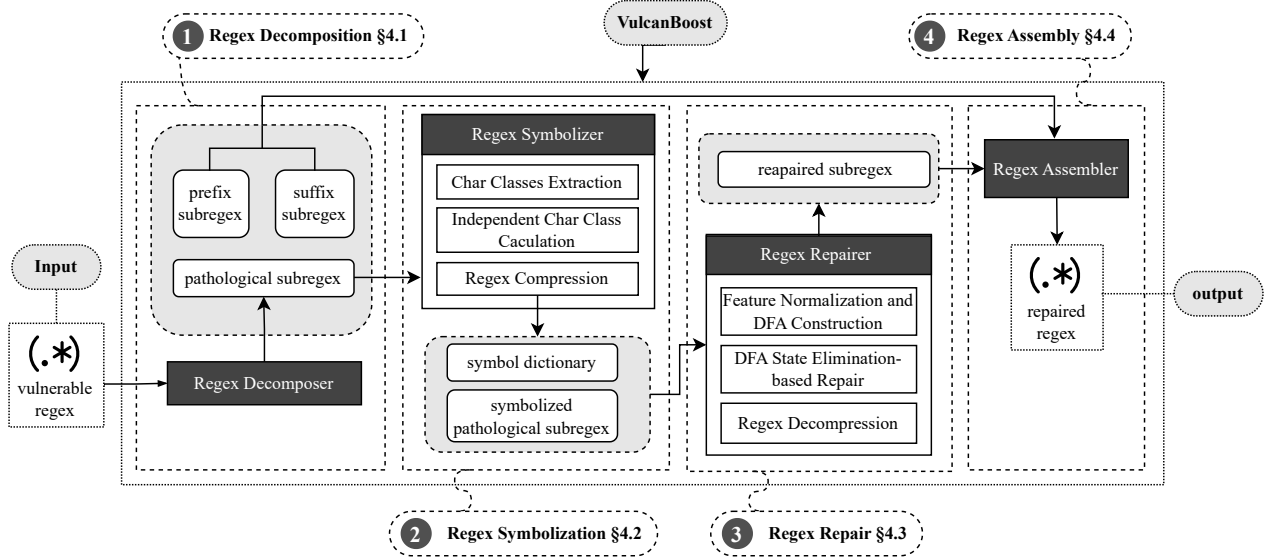 VulcanBoost
1 Regex Decomposition §4.1
4 Regex Assembly §4.4
prefix
subregex
suffix
subregex
pathological subregex
Regex Decomposer
Input
(.*)
vulnerable
regex
Regex Symbolizer
Char Classes Extraction
Independent Char Class
Caculation
Regex Compression
symbol dictionary
symbolized
pathological subregex
reapaired subregex
Regex Repairer
Feature Normalization and
DFA Construction
DFA State Elimination-
based Repair
Regex Decompression
Regex Assembler
(.*)
repaired
regex
output
2 Regex Symbolization §4.2
3 Regex Repair §4.3